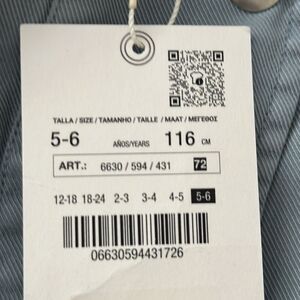 TALLA / SIZE / TAMANHO / TAILLE / MAAT / ΜΕΓΕΘΟΣ
5-6 AÑOS/YEARS 116 CM
ART.: 6630 / 594 / 431 72
12-18 18-24 2-3 3-4 4-5 5-6
06630594431726